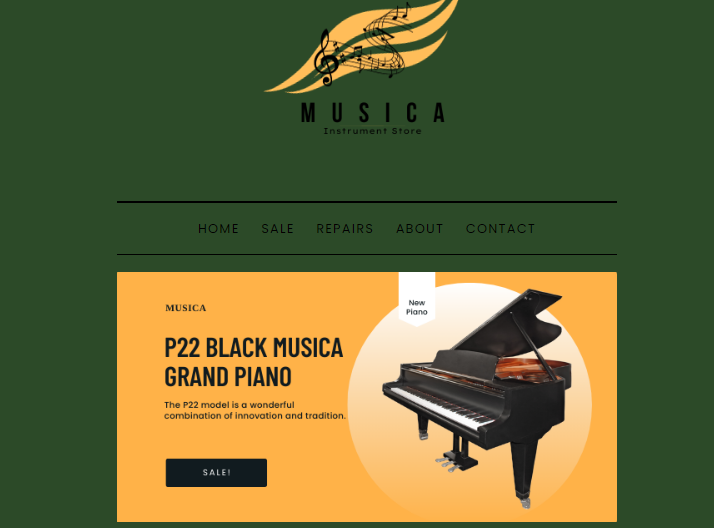 MUSICA
Instrument Store
HOME SALE REPAIRS ABOUT CONTACT
New
Piano
MUSICA
P22 BLACK MUSICA
GRAND PIANO
The P22 model is a wonderful
combination of innovation and tradition.
SALE!